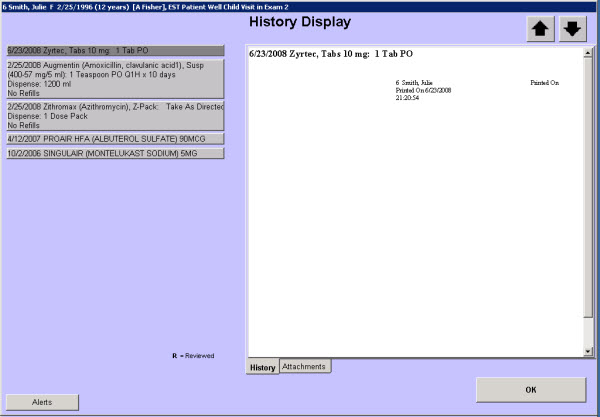 6 Smith, Julie F 2/25/1996 (12 years) [A Fisher], EST Patient Well Child Visit in Exam 2
History Display
6/23/2008 Zyrtec, Tabs 10 mg: 1 Tab PO
2/25/2008 Augmentin (Amoxicillin, clavulanic acid1), Susp
(400-57 mg/5 ml): 1 Teaspoon PO Q1H x 10 days
Dispense: 1200 ml
No Refills
2/25/2008 Zithromax (Azithromycin), Z-Pack: Take As Directed
Dispense: 1 Dose Pack
No Refills
4/12/2007 PROAIR HFA (ALBUTEROL SULFATE) 90MCG
10/2/2006 SINGULAIR (MONTELUKAST SODIUM) 5MG
R = Reviewed
Alerts
6/23/2008 Zyrtec, Tabs 10 mg: 1 Tab PO
6 Smith, Julie
Printed On
Printed On 6/23/2008
21:20:54
History
Attachments
OK